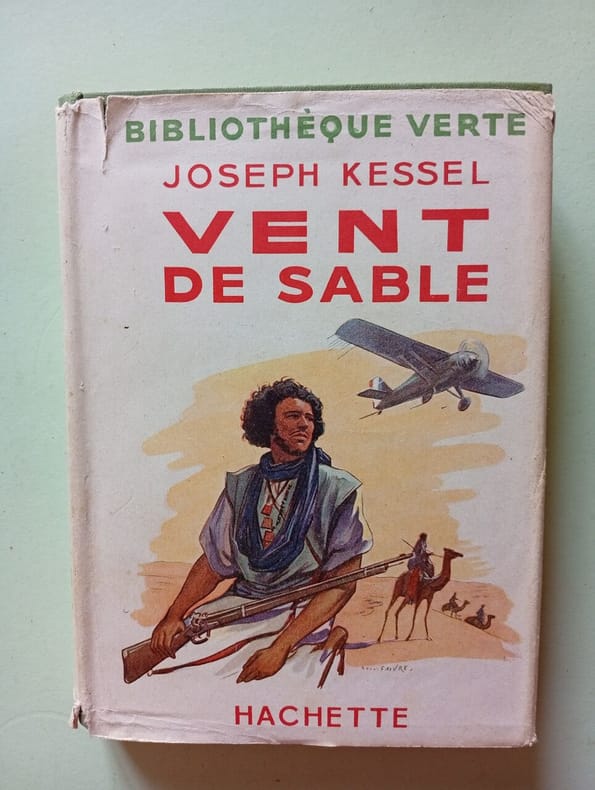 BIBLIOTHÈQUE VERTE
JOSEPH KESSEL
VENT
DE SABLE
HACHETTE